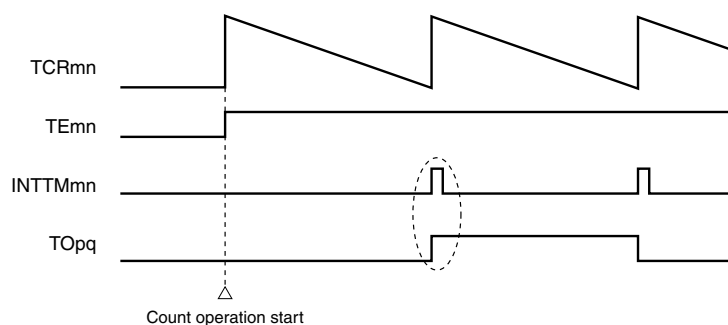 TCRmn
TEmn
INTTMmn
TOpq
Count operation start